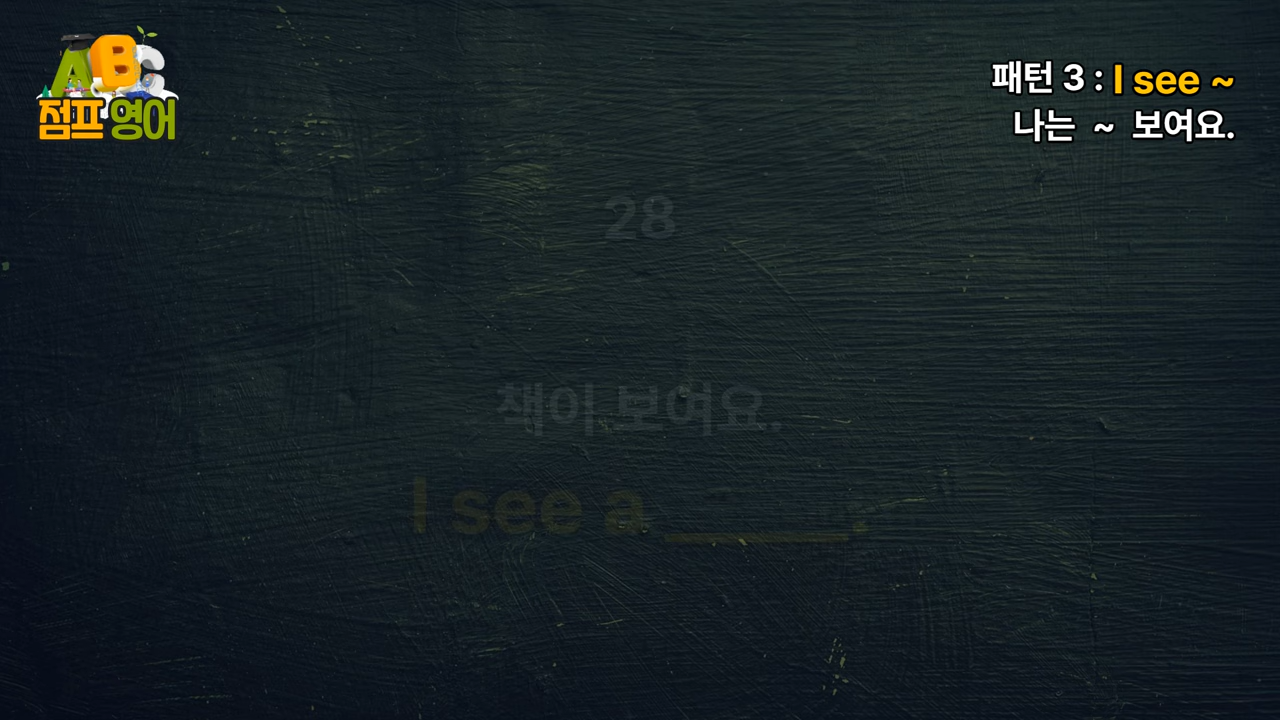 ABC
점프영어
패턴 3 : I see ~
나는 ~ 보여요.
28
책이 보여요.
I see a ______.